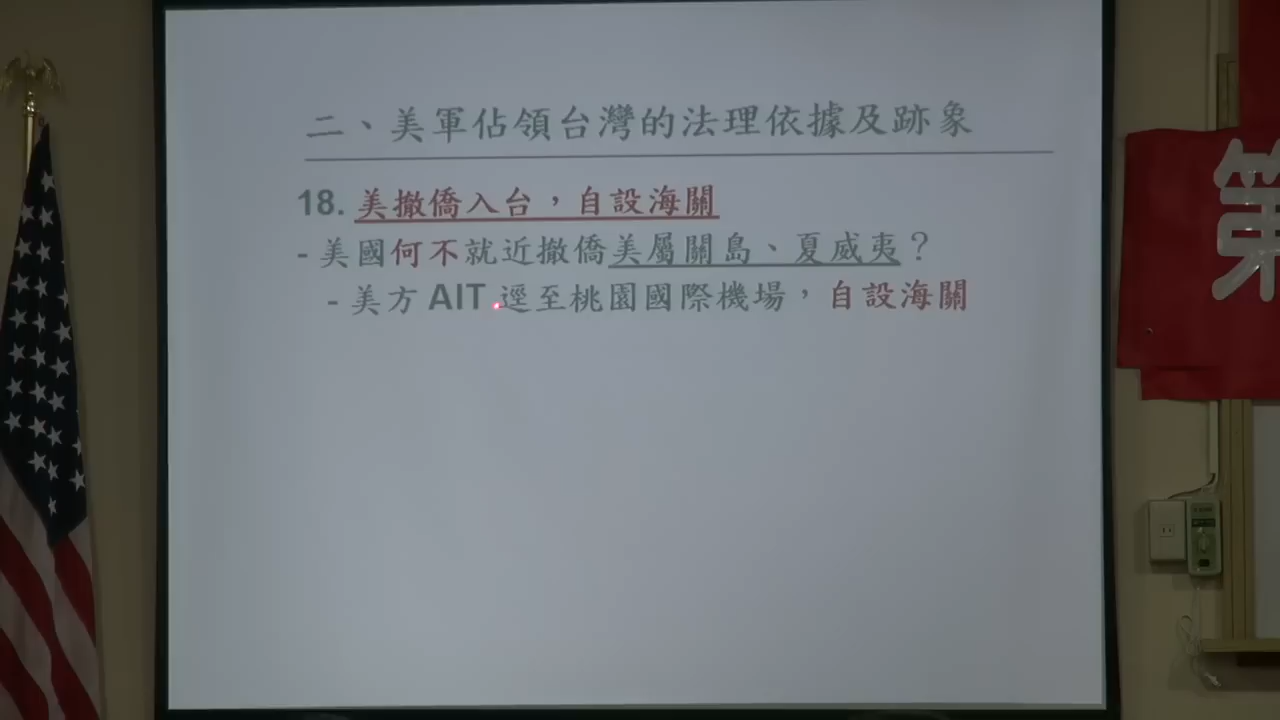 二、美軍佔領台灣的法理依據及跡象
18. 美撤僑入台，自設海關
- 美國何不就近撤僑美屬關島、夏威夷？
- 美方 AIT 逕至桃園國際機場，自設海關
第